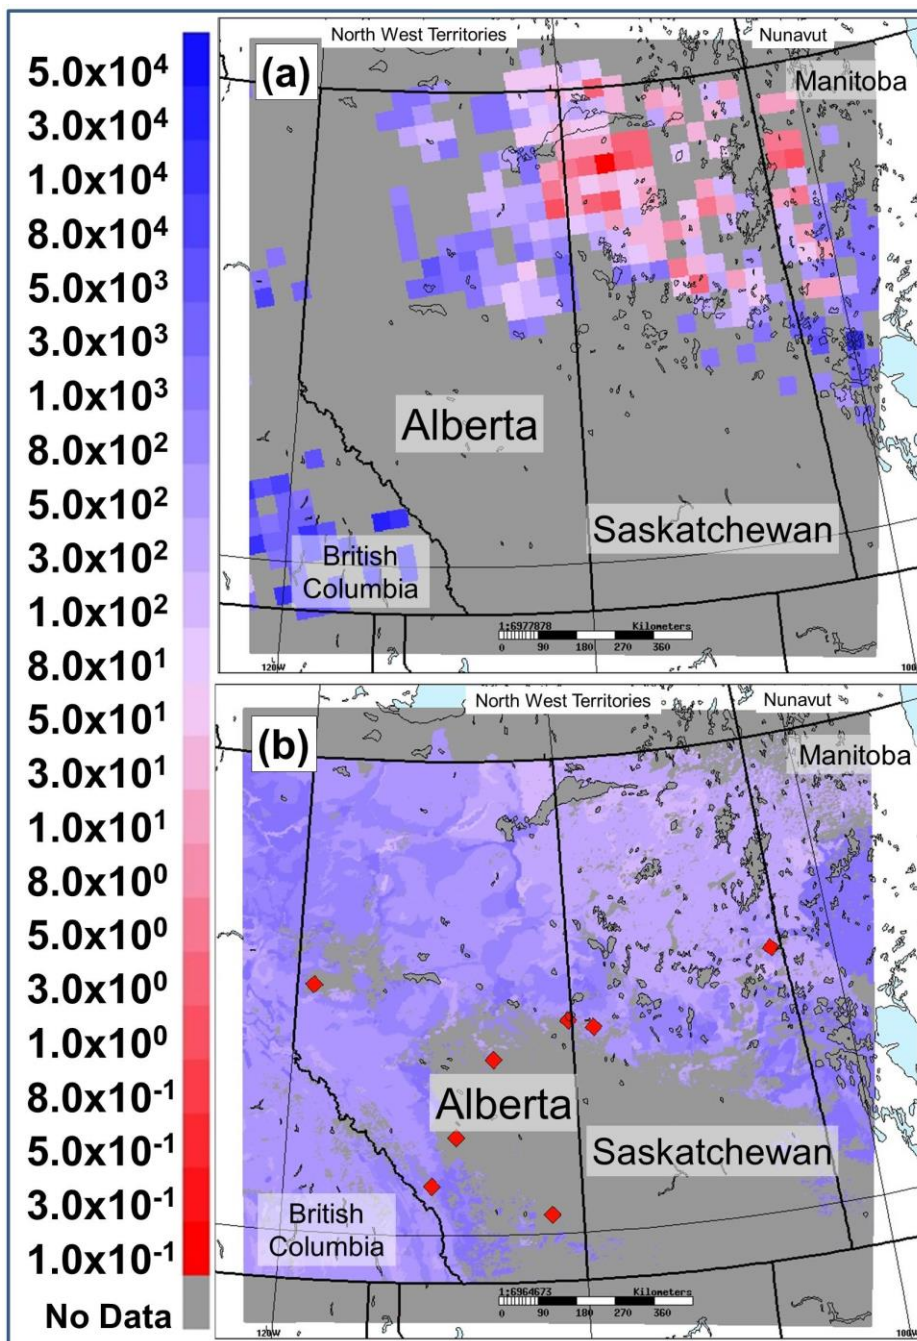 5.0x10⁴
3.0x10⁴
1.0x10⁴
8.0x10⁴
5.0x10³
3.0x10³
1.0x10³
8.0x10²
5.0x10²
3.0x10²
1.0x10²
8.0x10¹
5.0x10¹
3.0x10¹
1.0x10¹
8.0x10⁰
5.0x10⁰
3.0x10⁰
1.0x10⁰
8.0x10⁻¹
5.0x10⁻¹
3.0x10⁻¹
1.0x10⁻¹
No Data
North West Territories
Nunavut
(a)
Manitoba
Alberta
Saskatchewan
British
Columbia
1:6977878 Kilometers
0 90 180 270 360
120W
100
North West Territories
Nunavut
(b)
Manitoba
Alberta
Saskatchewan
British
Columbia
1:6964673 Kilometers
0 90 180 270 360
120W
100W